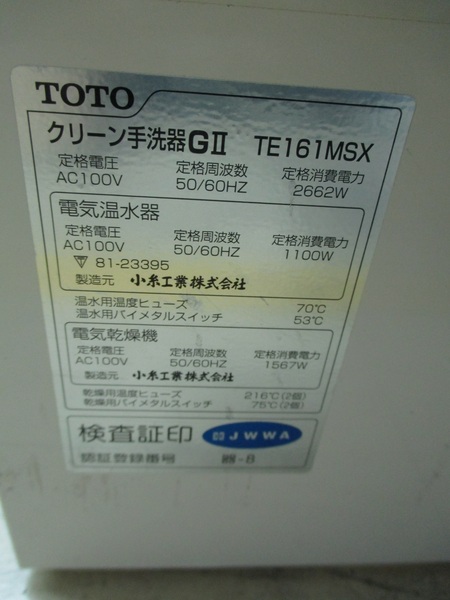 TOTO
クリーン手洗器GⅡ TE161MSX
定格電圧 定格周波数 定格消費電力
AC100V 50/60HZ 2662W
電気温水器
定格電圧 定格周波数 定格消費電力
AC100V 50/60HZ 1100W
81-23395
製造元 小糸工業株式会社
温水用温度ヒューズ 70℃
温水用バイメタルスイッチ 53℃
電気乾燥機
定格電圧 定格周波数 定格消費電力
AC100V 50/60HZ 1567W
製造元 小糸工業株式会社
乾燥用温度ヒューズ 216℃(2個)
乾燥用バイメタルスイッチ 75℃(2個)
検査証印 JWWA
認証登録番号 器-8